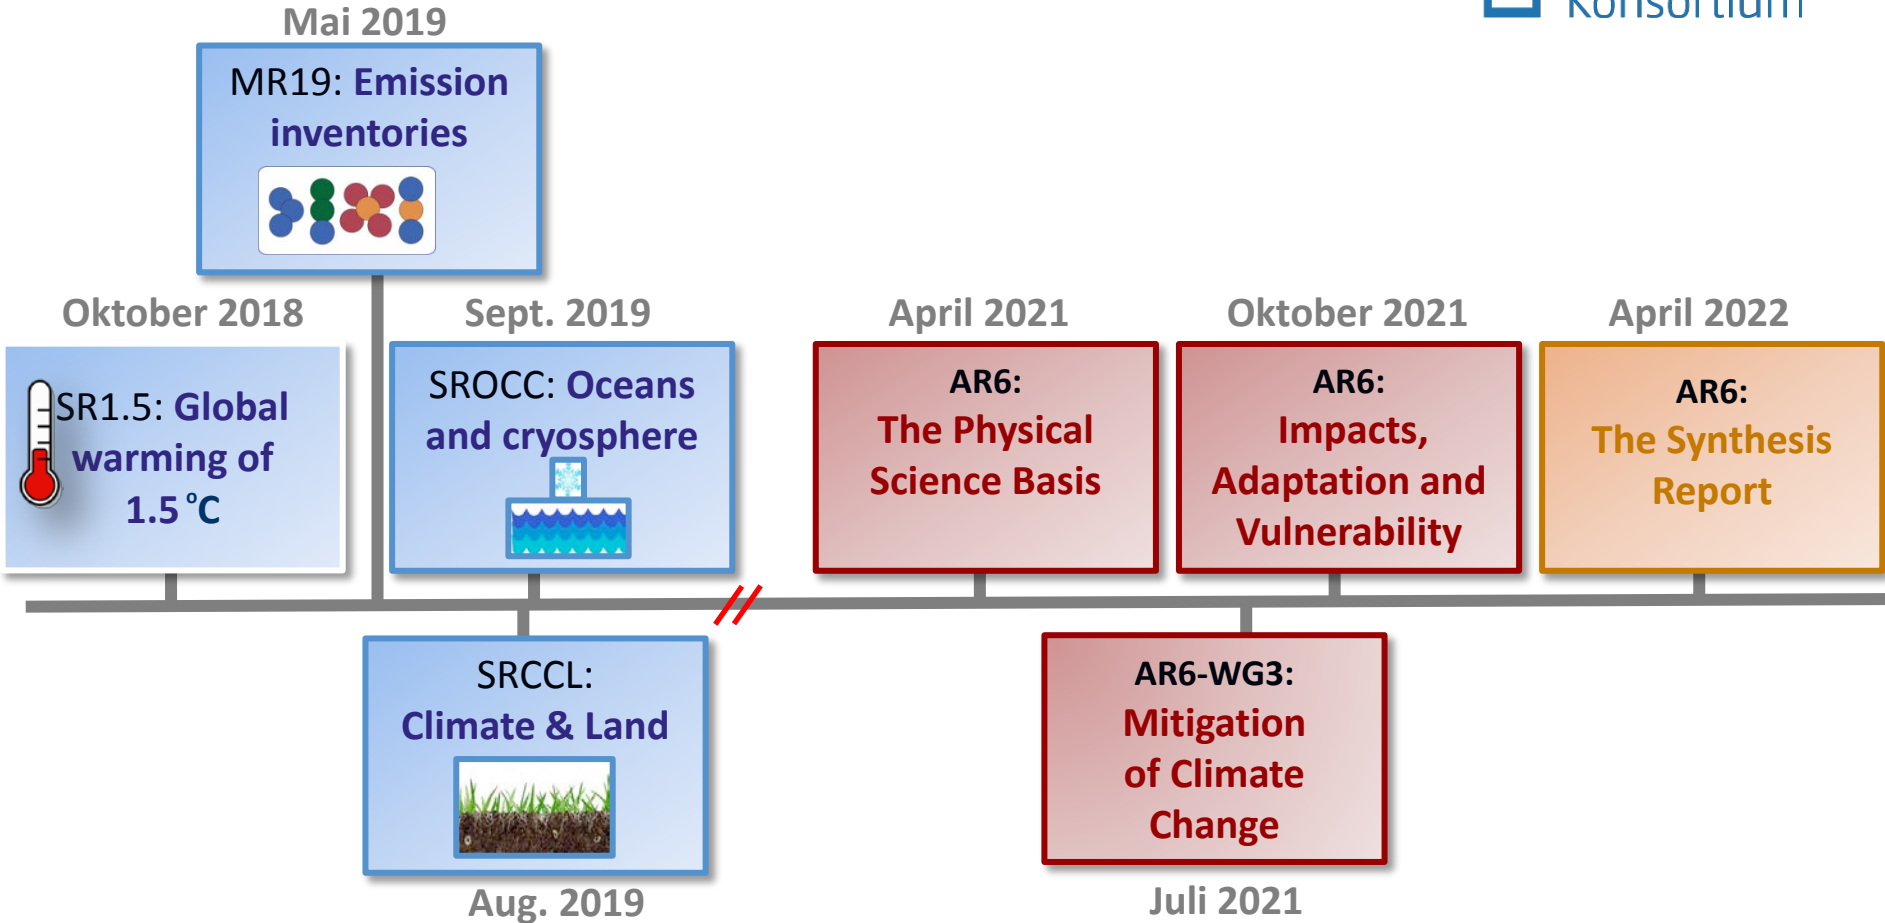 Konsortium
Mai 2019
MR19: Emission
inventories
Oktober 2018
SR1.5: Global
warming of
1.5 °C
Sept. 2019
SROCC: Oceans
and cryosphere
SRCCL:
Climate & Land
Aug. 2019
April 2021
AR6:
The Physical
Science Basis
Oktober 2021
AR6:
Impacts,
Adaptation and
Vulnerability
April 2022
AR6:
The Synthesis
Report
AR6-WG3:
Mitigation
of Climate
Change
Juli 2021